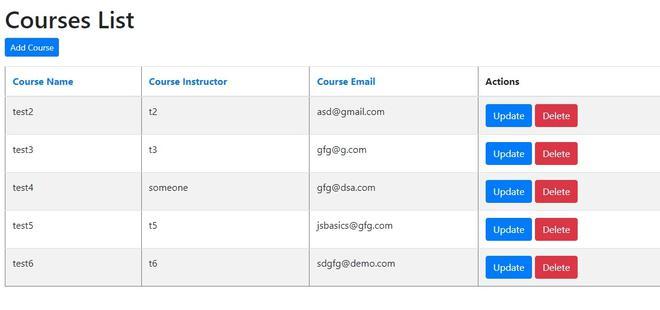 Courses List
Add Course
Course Name Course Instructor Course Email Actions
test2 t2 asd@gmail.com Update Delete
test3 t3 gfg@g.com Update Delete
test4 someone gfg@dsa.com Update Delete
test5 t5 jsbasics@gfg.com Update Delete
test6 t6 sdgfg@demo.com Update Delete